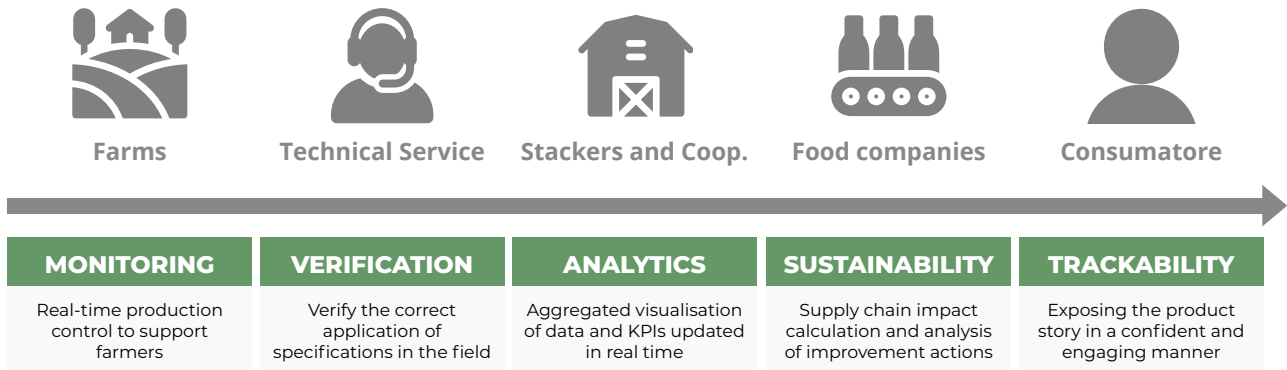 Farms
Technical Service
Stackers and Coop.
Food companies
Consumatore
MONITORING
Real-time production
control to support
farmers
VERIFICATION
Verify the correct
application of
specifications in the field
ANALYTICS
Aggregated visualisation
of data and KPIs updated
in real time
SUSTAINABILITY
Supply chain impact
calculation and analysis
of improvement actions
TRACKABILITY
Exposing the product
story in a confident and
engaging manner